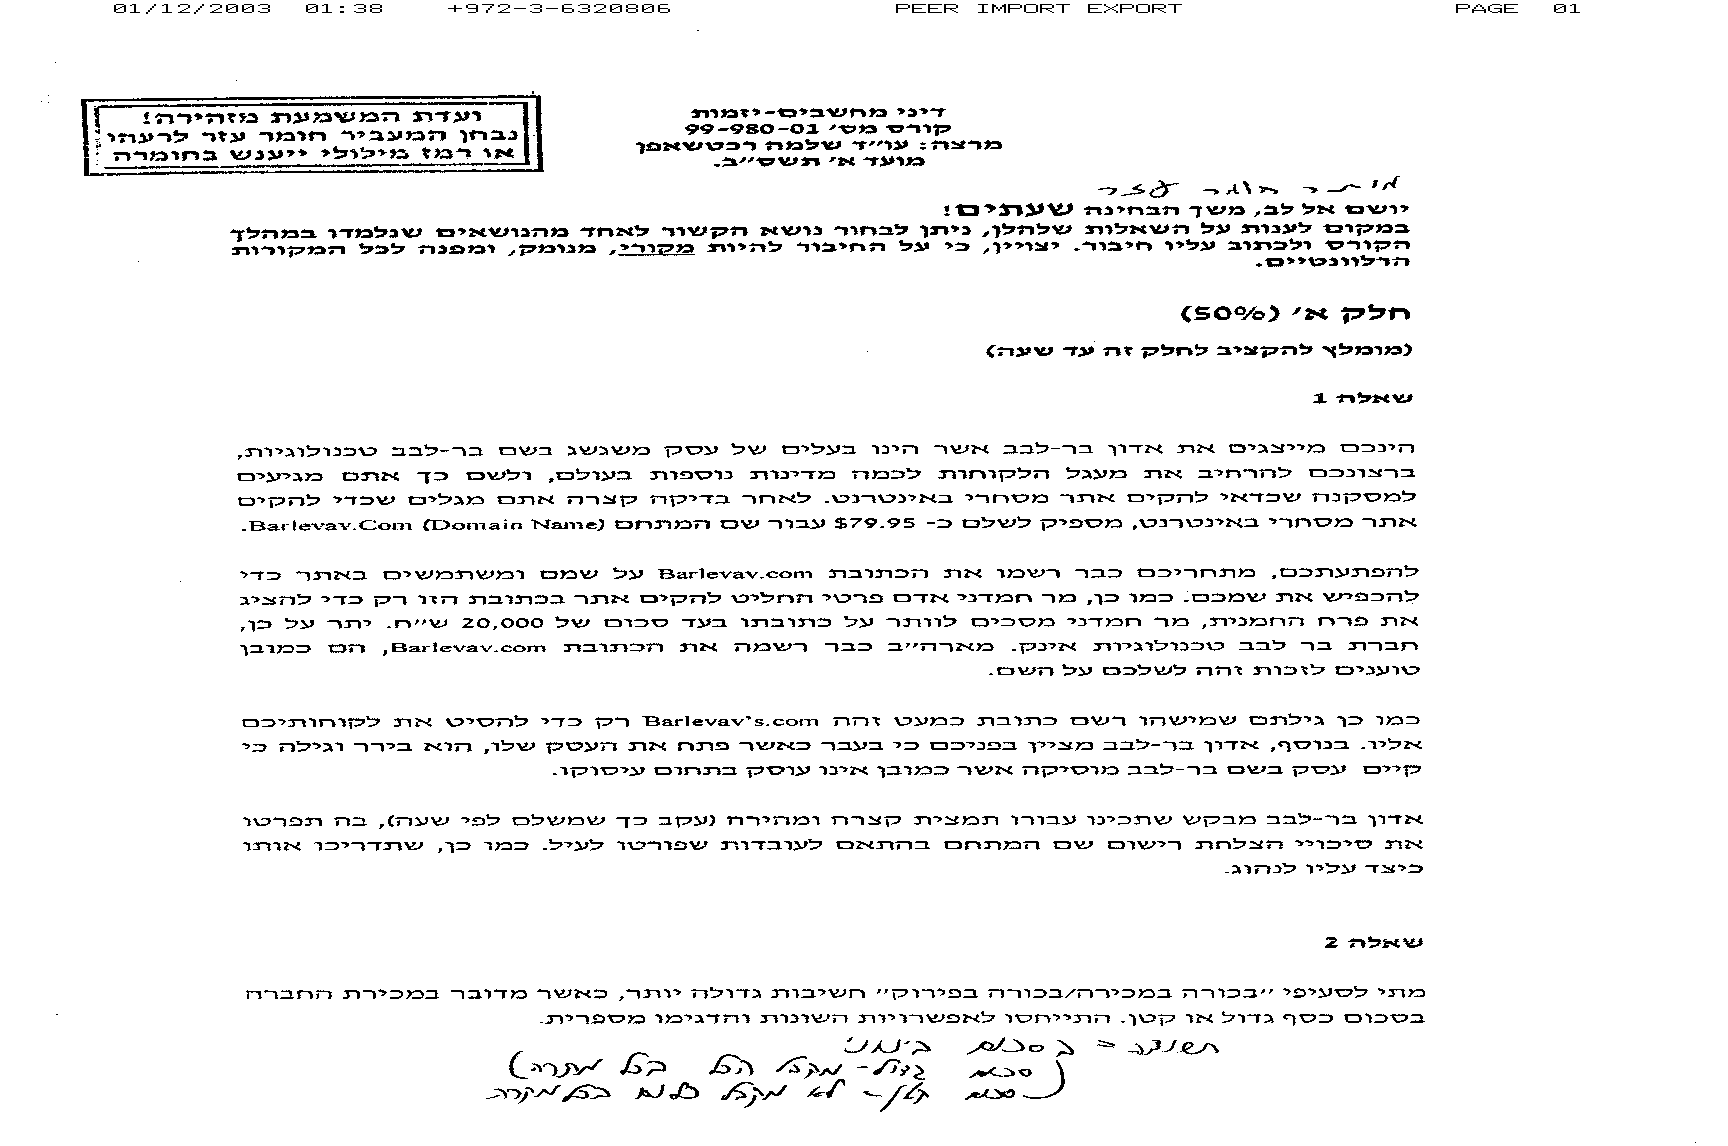 01/12/2003 01:38 +972-3-6320806 PEER IMPORT EXPORT PAGE 01
ועדת המשמעת מזהירה!
נבחן המעביר חומר עזר לרעהו
או רמז מילולי ייענש בחומרה
דיני מחשבים-יזמות
קורס מס' 99-980-01
מרצה: עו"ד שלמה רכטשאפן
מועד א' תשס"ב.
מותר חומר עזר
יושם אל לב, משך הבחינה שעתיים!
במקום לענות על השאלות שלהלן, ניתן לבחור נושא הקשור לאחד מהנושאים שנלמדו במהלך
הקורס ולכתוב עליו חיבור. יצויין, כי על החיבור להיות מקורי, מנומק, ומפנה לכל המקורות
הרלוונטיים.
חלק א' (50%)
(מומלץ להקציב לחלק זה עד שעה)
שאלה 1
הינכם מייצגים את אדון בר-לבב אשר הינו בעלים של עסק משגשג בשם בר-לבב טכנולוגיות,
ברצונכם להרחיב את מעגל הלקוחות לכמה מדינות נוספות בעולם, ולשם כך אתם מגיעים
למסקנה שכדאי להקים אתר מסחרי באינטרנט. לאחר בדיקה קצרה אתם מגלים שכדי להקים
אתר מסחרי באינטרנט, מספיק לשלם כ- $79.95 עבור שם המתחם Barlevav.Com (Domain Name).
להפתעתכם, מתחריכם כבר רשמו את הכתובת Barlevav.com על שמם ומשתמשים באתר כדי
להכפיש את שמכם. כמו כן, מר חמדני אדם פרטי החליט להקים אתר בכתובת הזו רק כדי להציג
את פרח החמנית, מר חמדני מסכים לוותר על כתובתו בעד סכום של 20,000 ש"ח. יתר על כן,
חברת בר לבב טכנולוגיות אינק. מארה"ב כבר רשמה את הכתובת Barlevav.com, הם כמובן
טוענים לזכות זהה לשלכם על השם.
כמו כן גילתם שמישהו רשם כתובת כמעט זהה Barlevav's.com רק כדי להסיט את לקוחותיכם
אליו. בנוסף, אדון בר-לבב מציין בפניכם כי בעבר כאשר פתח את העסק שלו, הוא בירר וגילה כי
קיים עסק בשם בר-לבב מוסיקה אשר כמובן אינו עוסק בתחום עיסוקו.
אדון בר-לבב מבקש שתכינו עבורו תמצית קצרה ומהירה (עקב כך שמשלם לפי שעה), בה תפרטו
את סיכויי הצלחת רישום שם המתחם בהתאם לעובדות שפורטו לעיל. כמו כן, שתדריכו אותו
כיצד עליו לנהוג.
שאלה 2
מתי לסעיפי "בכורה במכירה/בכורה בפירוק" חשיבות גדולה יותר, כאשר מדובר במכירת החברה
בסכום כסף גדול או קטן. התייחסו לאפשרויות השונות והדגימו מספרית.
תשובה = בסכום בינוני
(סכום גדול - מקבל הכל בכל מקרה)
סכום קטן - לא מקבל כלום בכל מקרה